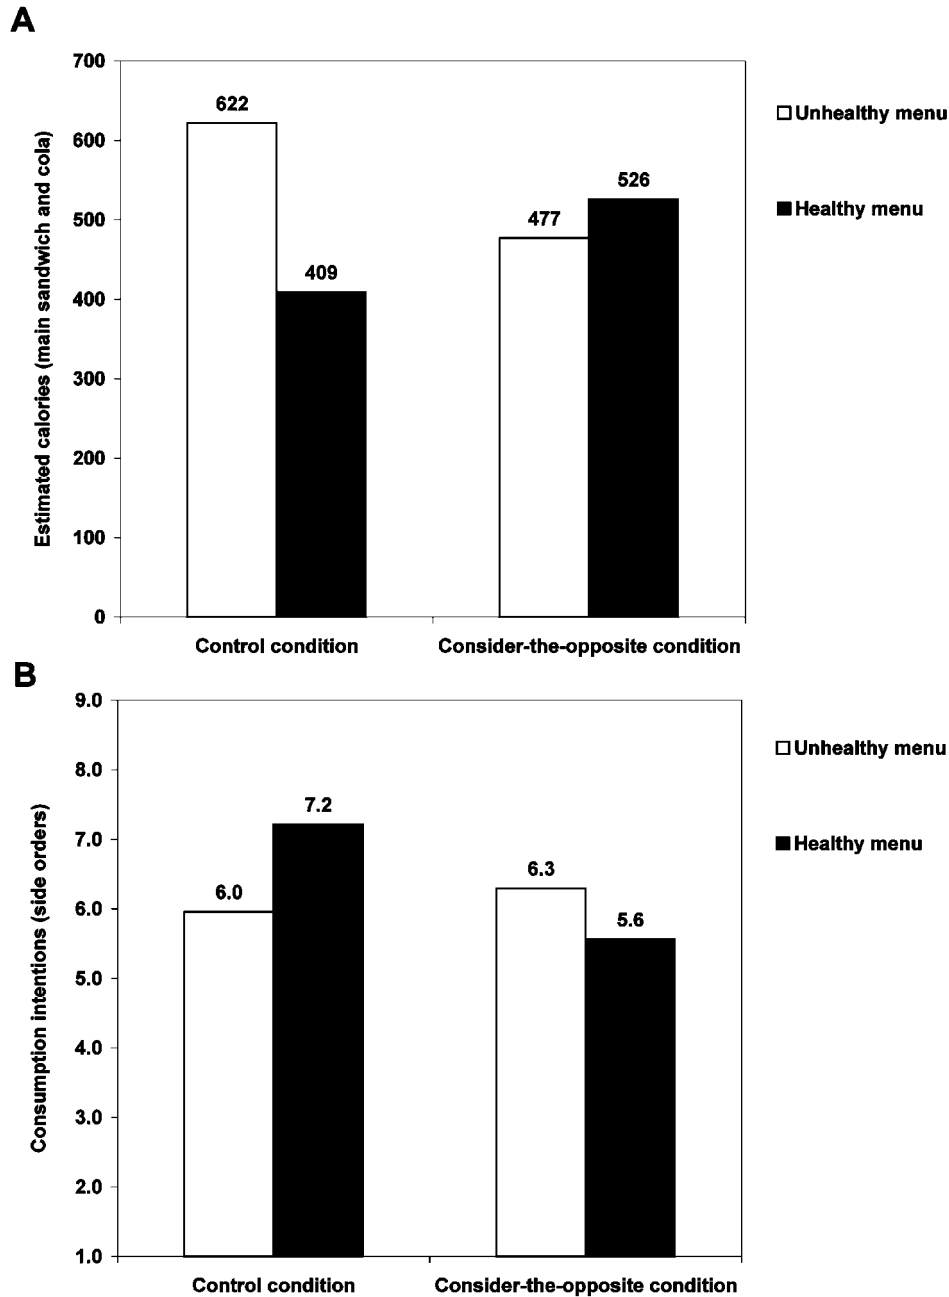 A
700
600
500
400
300
200
100
0
Estimated calories (main sandwich and cola)
622
409
477
526
Control condition
Consider-the-opposite condition
Unhealthy menu
Healthy menu
B
9.0
8.0
7.0
6.0
5.0
4.0
3.0
2.0
1.0
Consumption intentions (side orders)
6.0
7.2
6.3
5.6
Control condition
Consider-the-opposite condition
Unhealthy menu
Healthy menu